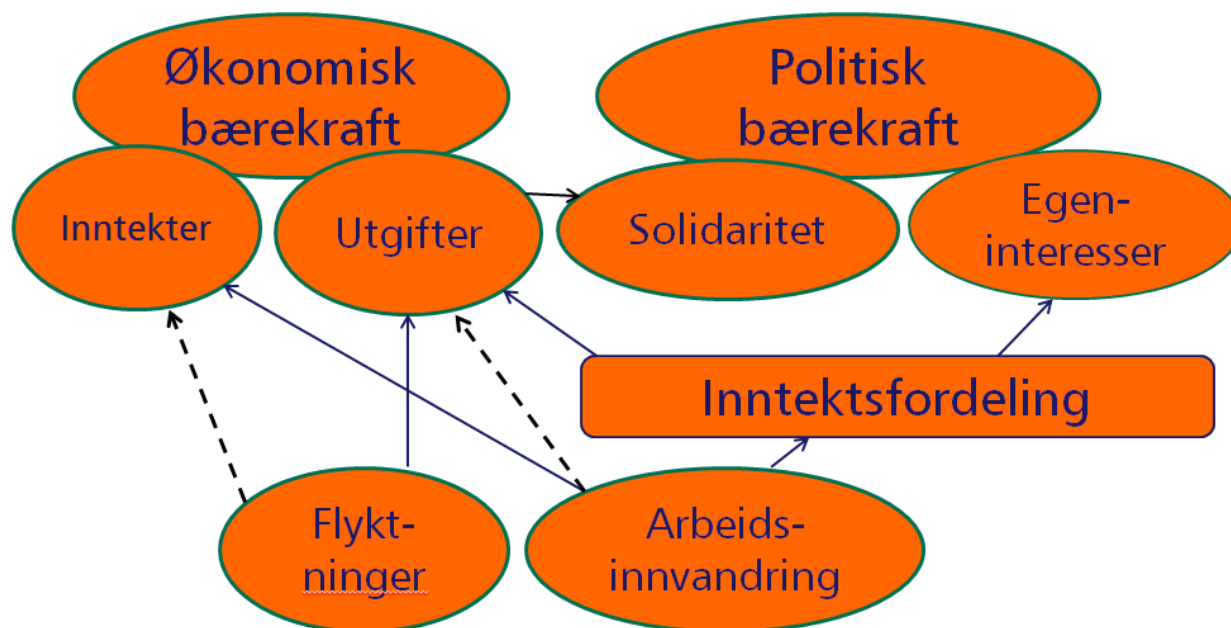 Økonomisk
bærekraft
Politisk
bærekraft
Inntekter
Utgifter
Solidaritet
Egen-
interesser
Inntektsfordeling
Flykt-
ninger
Arbeids-
innvandring